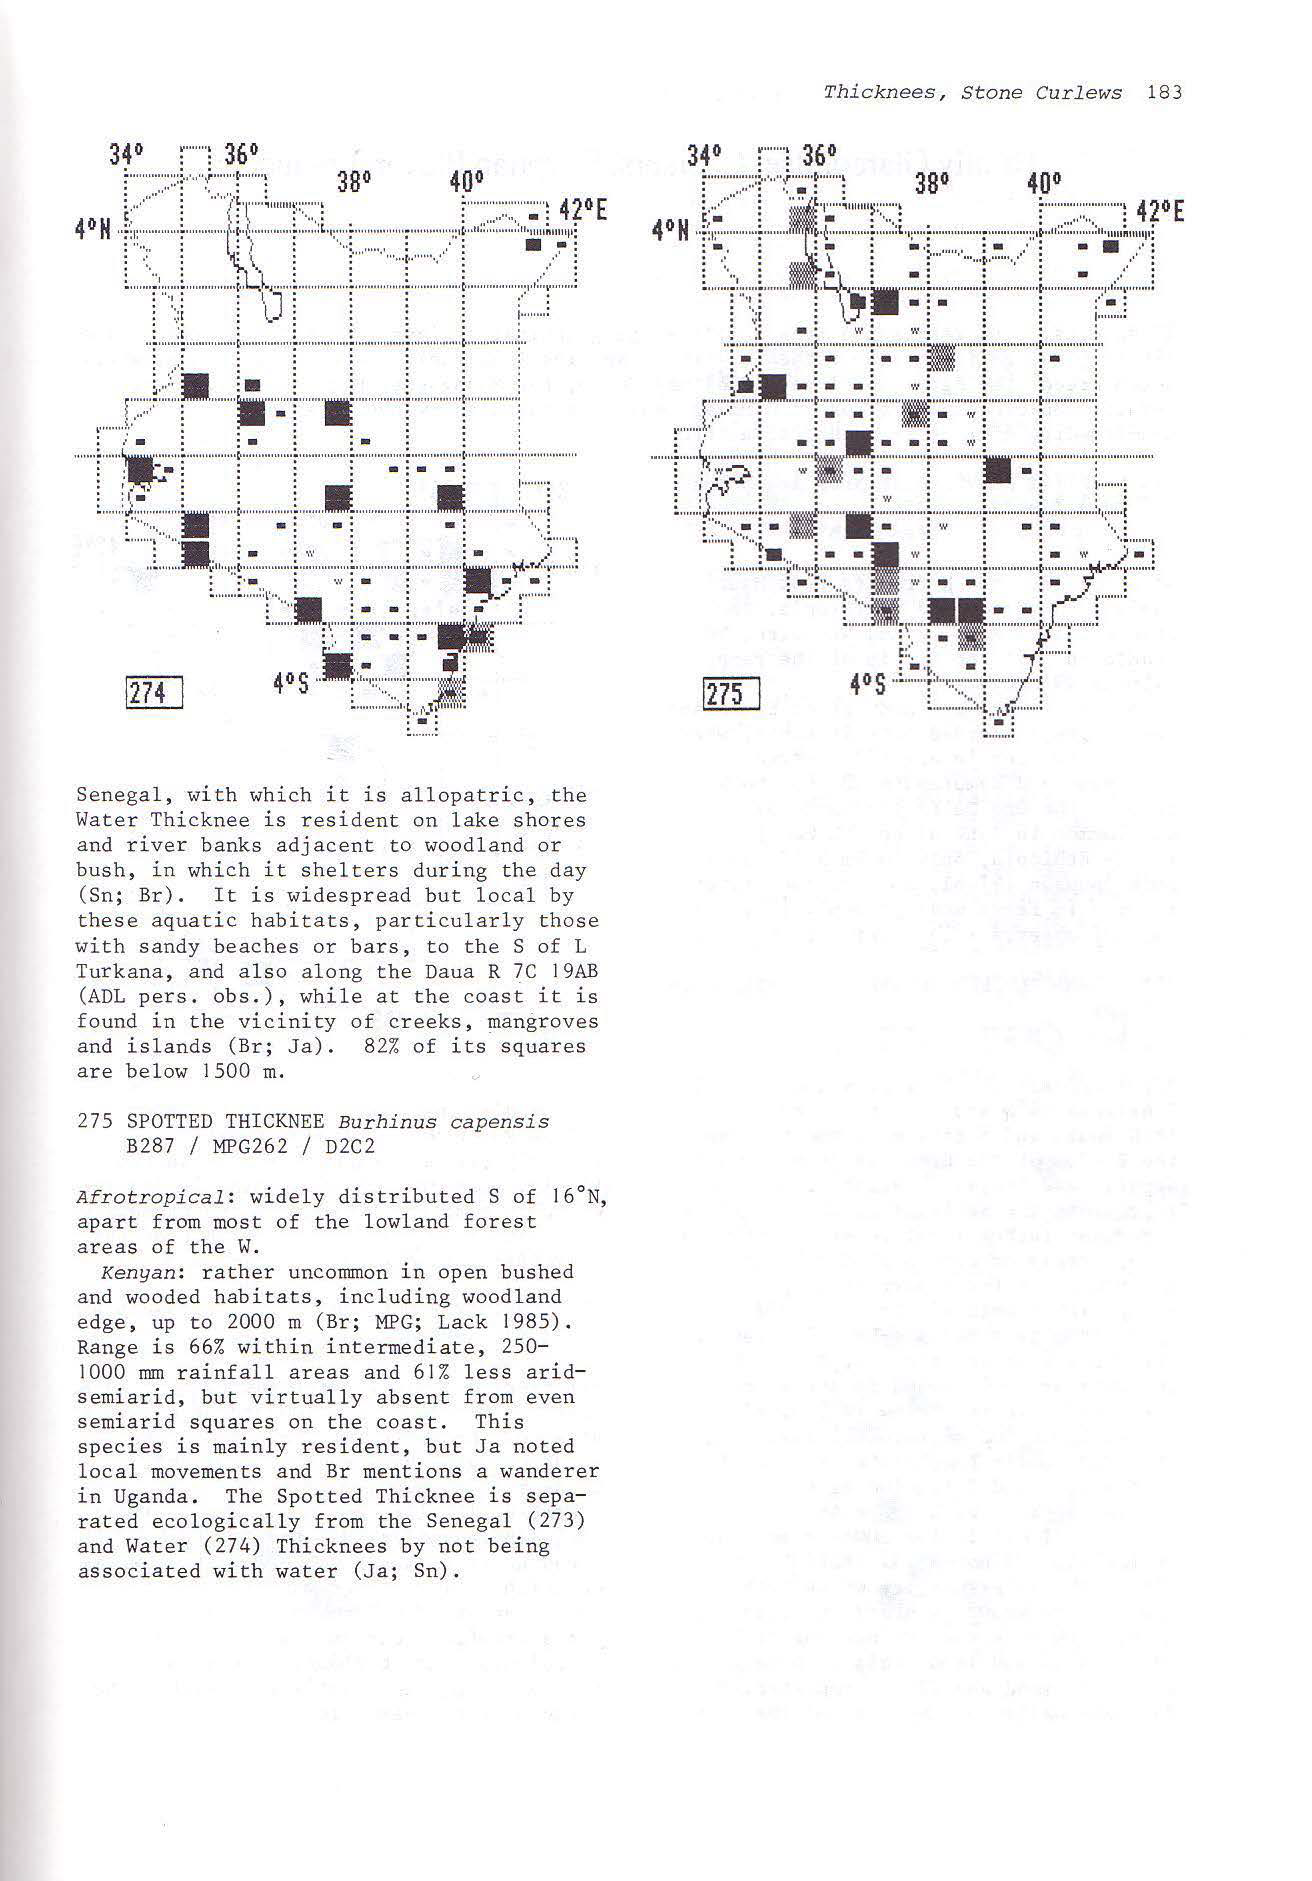 Thicknees, Stone Curlews 183
34° 36°
38° 40°
42°E
4°N
4°S
274
34° 36°
38° 40°
42°E
4°N
4°S
275
Senegal, with which it is allopatric, the
Water Thicknee is resident on lake shores
and river banks adjacent to woodland or
bush, in which it shelters during the day
(Sn; Br). It is widespread but local by
these aquatic habitats, particularly those
with sandy beaches or bars, to the S of L
Turkana, and also along the Daua R 7C 19AB
(ADL pers. obs.), while at the coast it is
found in the vicinity of creeks, mangroves
and islands (Br; Ja). 82% of its squares
are below 1500 m.
275 SPOTTED THICKNEE Burhinus capensis
B287 / MPG262 / D2C2
Afrotropical: widely distributed S of 16°N,
apart from most of the lowland forest
areas of the W.
Kenyan: rather uncommon in open bushed
and wooded habitats, including woodland
edge, up to 2000 m (Br; MPG; Lack 1985).
Range is 66% within intermediate, 250-
1000 mm rainfall areas and 61% less arid-
semiarid, but virtually absent from even
semiarid squares on the coast. This
species is mainly resident, but Ja noted
local movements and Br mentions a wanderer
in Uganda. The Spotted Thicknee is sepa-
rated ecologically from the Senegal (273)
and Water (274) Thicknees by not being
associated with water (Ja; Sn).